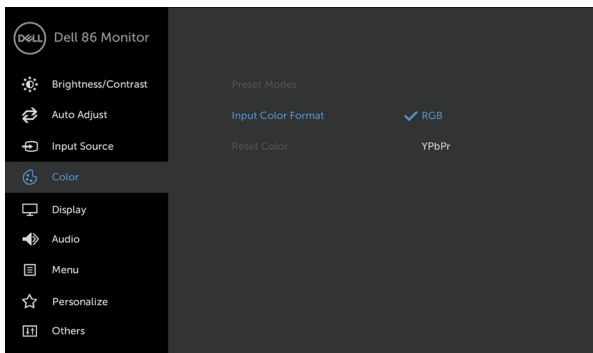 DELL Dell 86 Monitor
Brightness/Contrast
Auto Adjust
Input Source
Color
Display
Audio
Menu
Personalize
Others
Preset Modes
Input Color Format RGB
Reset Color YPbPr